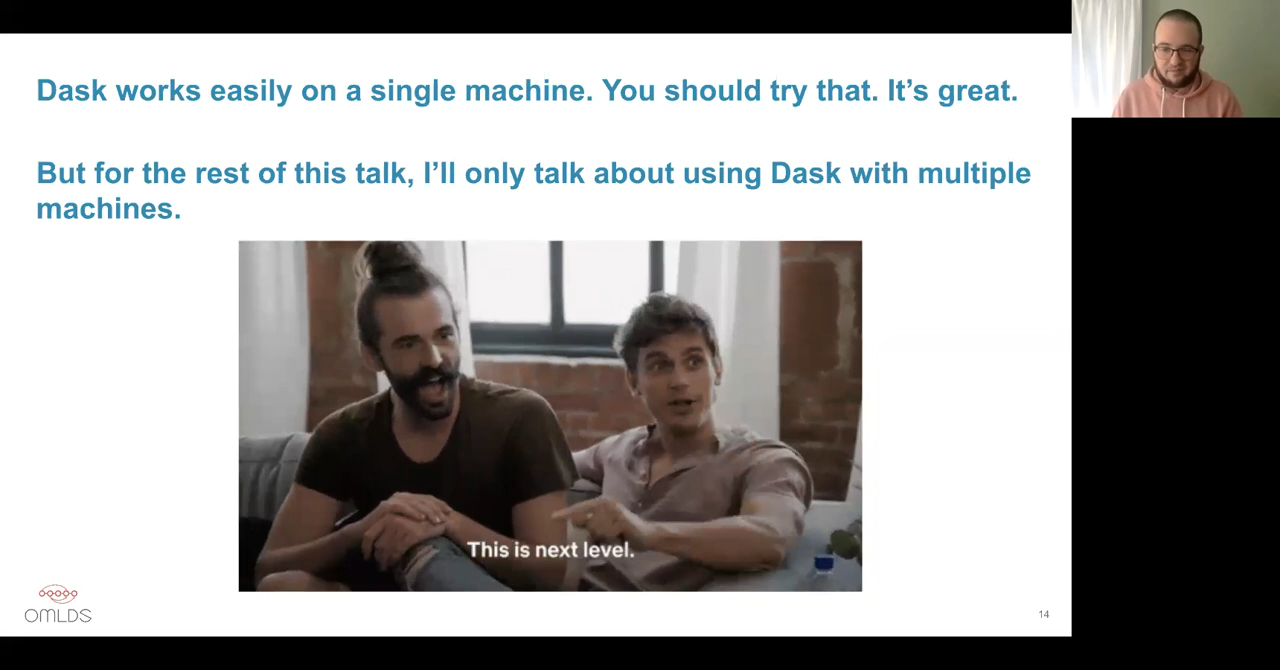 Dask works easily on a single machine. You should try that. It's great.
But for the rest of this talk, I'll only talk about using Dask with multiple
machines.
This is next level.
OMLDS
14